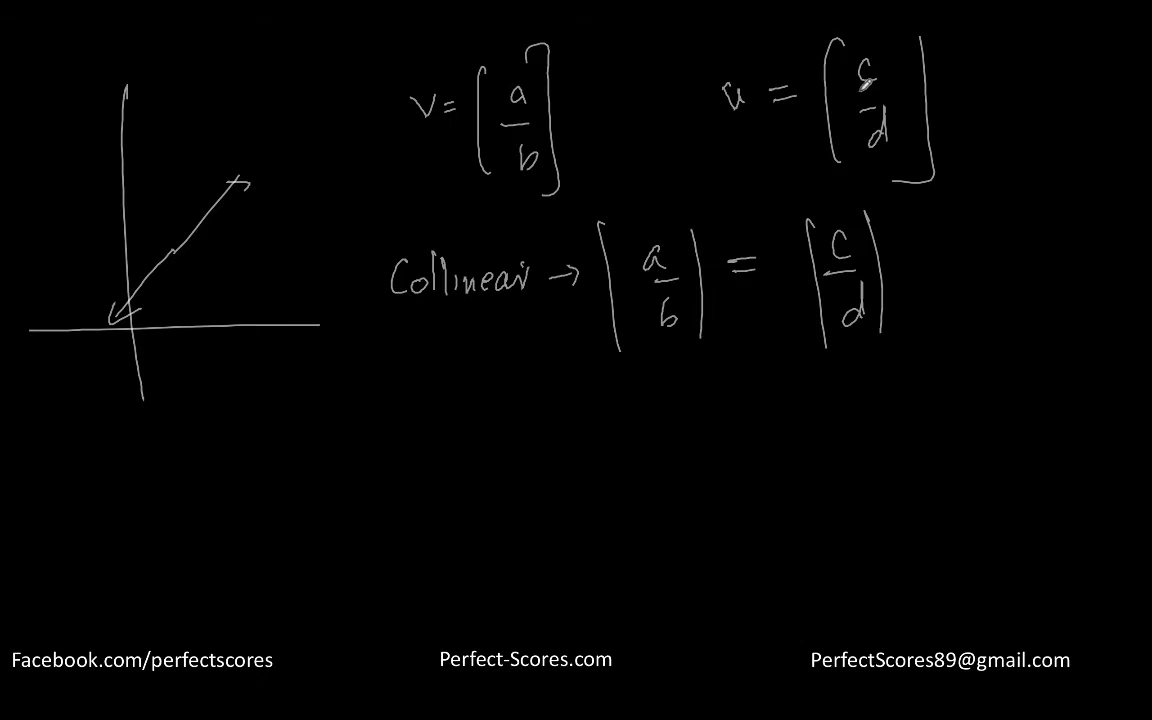 v = [a/b] u = [c/d]
Collinear → |a/b| = |c/d|
Facebook.com/perfectscores Perfect-Scores.com PerfectScores89@gmail.com